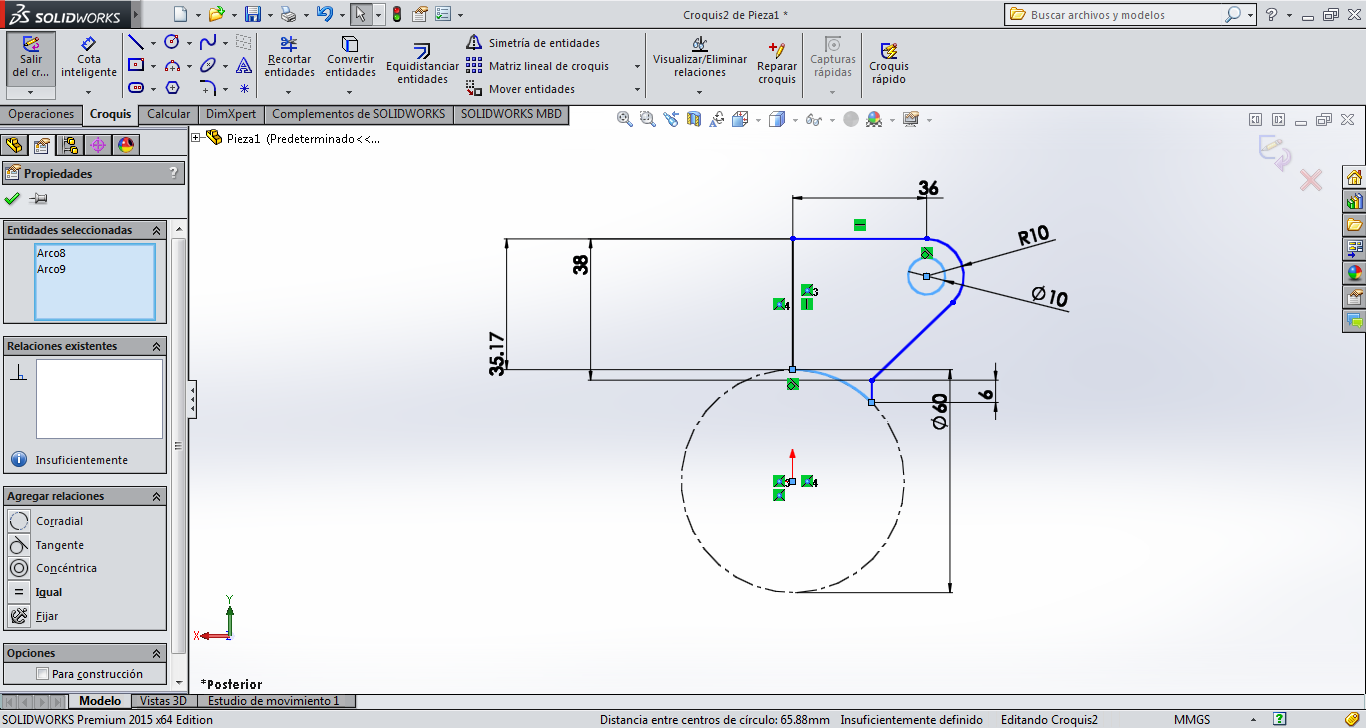 SOLIDWORKS
Croquis2 de Pieza1 *
Buscar archivos y modelos
Salir
del cr...
Cota
inteligente
Recortar
entidades
Convertir
entidades
Equidistanciar
entidades
Simetría de entidades
Matriz lineal de croquis
Mover entidades
Visualizar/Eliminar
relaciones
Reparar
croquis
Capturas
rápidas
Croquis
rápido
Operaciones
Croquis
Calcular
DimXpert
Complementos de SOLIDWORKS
SOLIDWORKS MBD
Pieza1 (Predeterminado<<...
Propiedades
?
Entidades seleccionadas
Arco8
Arco9
Relaciones existentes
Insuficientemente
Agregar relaciones
Corradial
Tangente
Concéntrica
Igual
Fijar
Opciones
Para construcción
36
R10
38
Ø10
35.17
6
Ø60
3
4
3
4
Y
X
Z
*Posterior
Modelo
Vistas 3D
Estudio de movimiento 1
SOLIDWORKS Premium 2015 x64 Edition
Distancia entre centros de círculo: 65.88mm
Insuficientemente definido
Editando Croquis2
MMGS